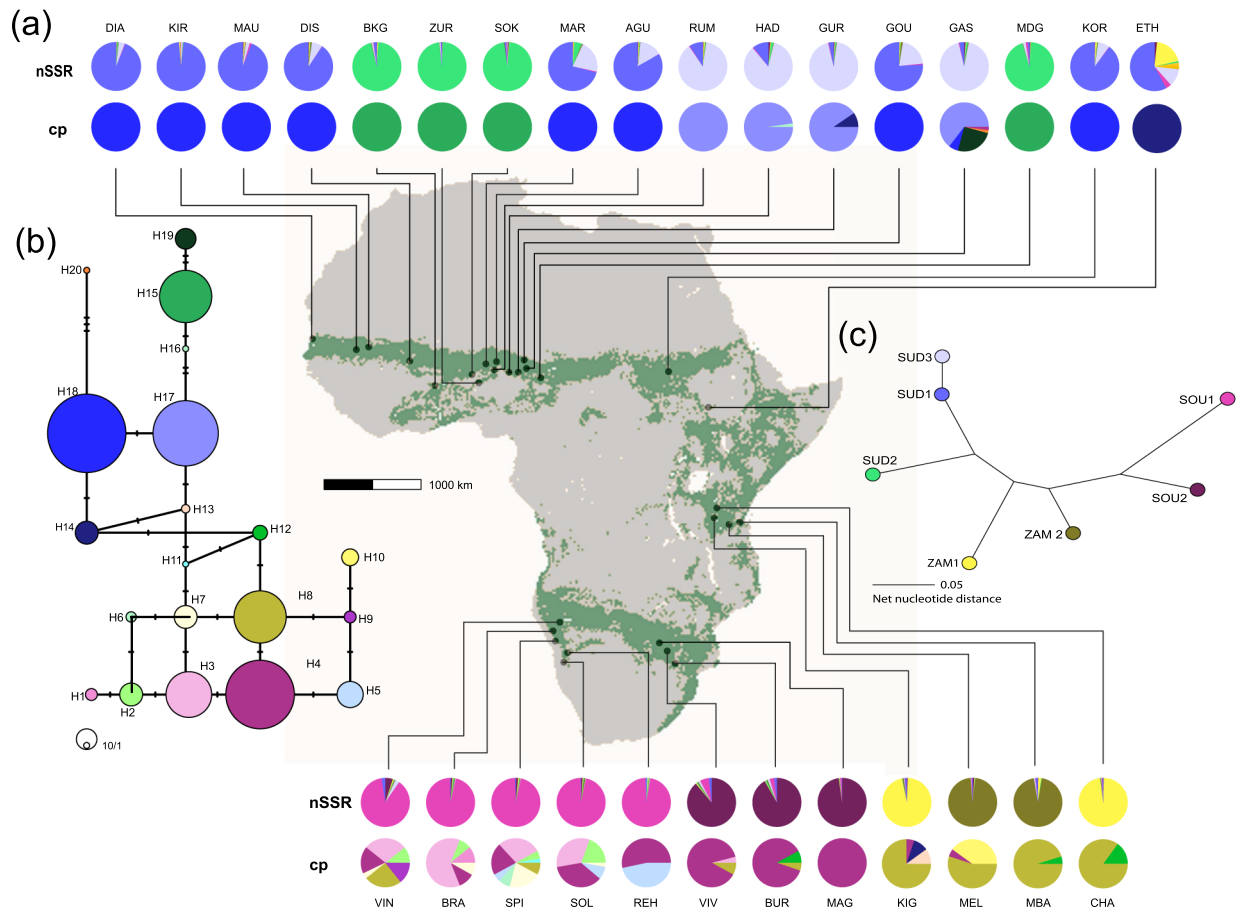 (a)
DIA KIR MAU DIS BKG ZUR SOK MAR AGU RUM HAD GUR GOU GAS MDG KOR ETH
nSSR
cp
(b)
H19
H20
H15
H16
H18
H17
H13
H14
H12
H11
H10
H6
H7
H8
H9
H3
H4
H5
H1
H2
10/1
1000 km
(c)
SUD3
SUD1
SOU1
SUD2
SOU2
ZAM 2
ZAM1
0.05
Net nucleotide distance
nSSR
cp
VIN BRA SPI SOL REH VIV BUR MAG KIG MEL MBA CHA